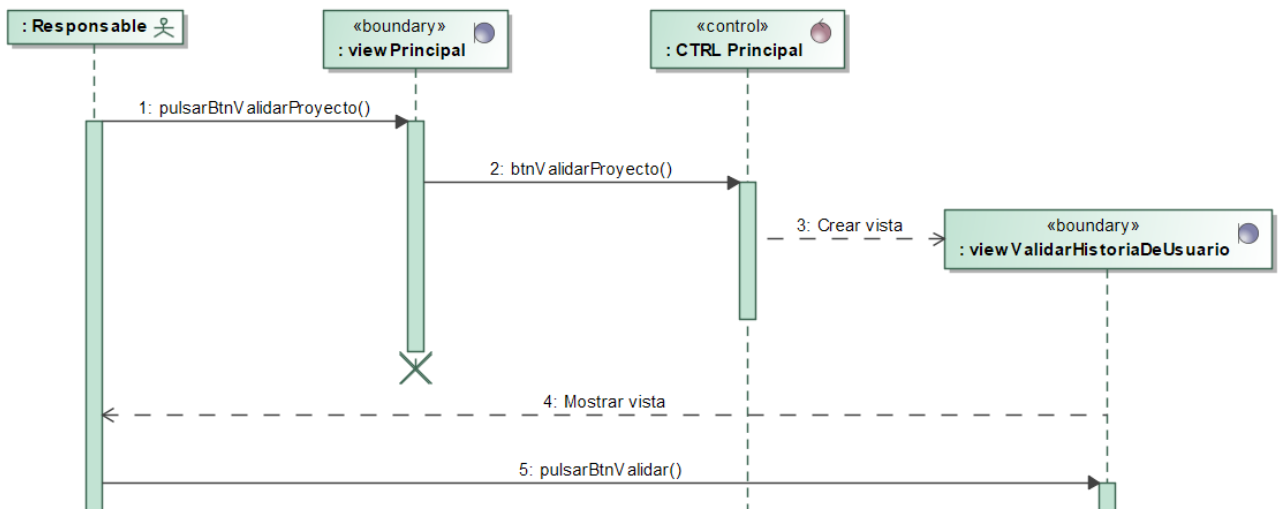 : Responsable
«boundary»
: viewPrincipal
«control»
: CTRL Principal
1: pulsarBtnValidarProyecto()
2: btnValidarProyecto()
3: Crear vista
«boundary»
: viewValidarHistoriaDeUsuario
4: Mostrar vista
5: pulsarBtnValidar()